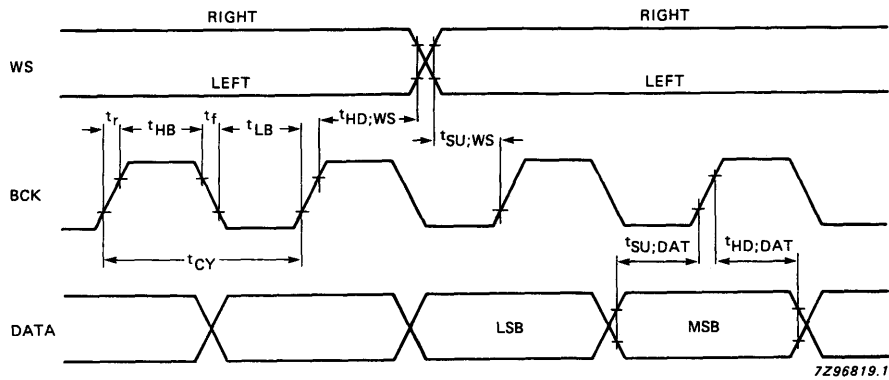 RIGHT RIGHT
WS
LEFT LEFT
tr tHB tf tLB tHD;WS
tSU;WS
BCK
tSU;DAT tHD;DAT
tCY
DATA LSB MSB
7Z96819.1